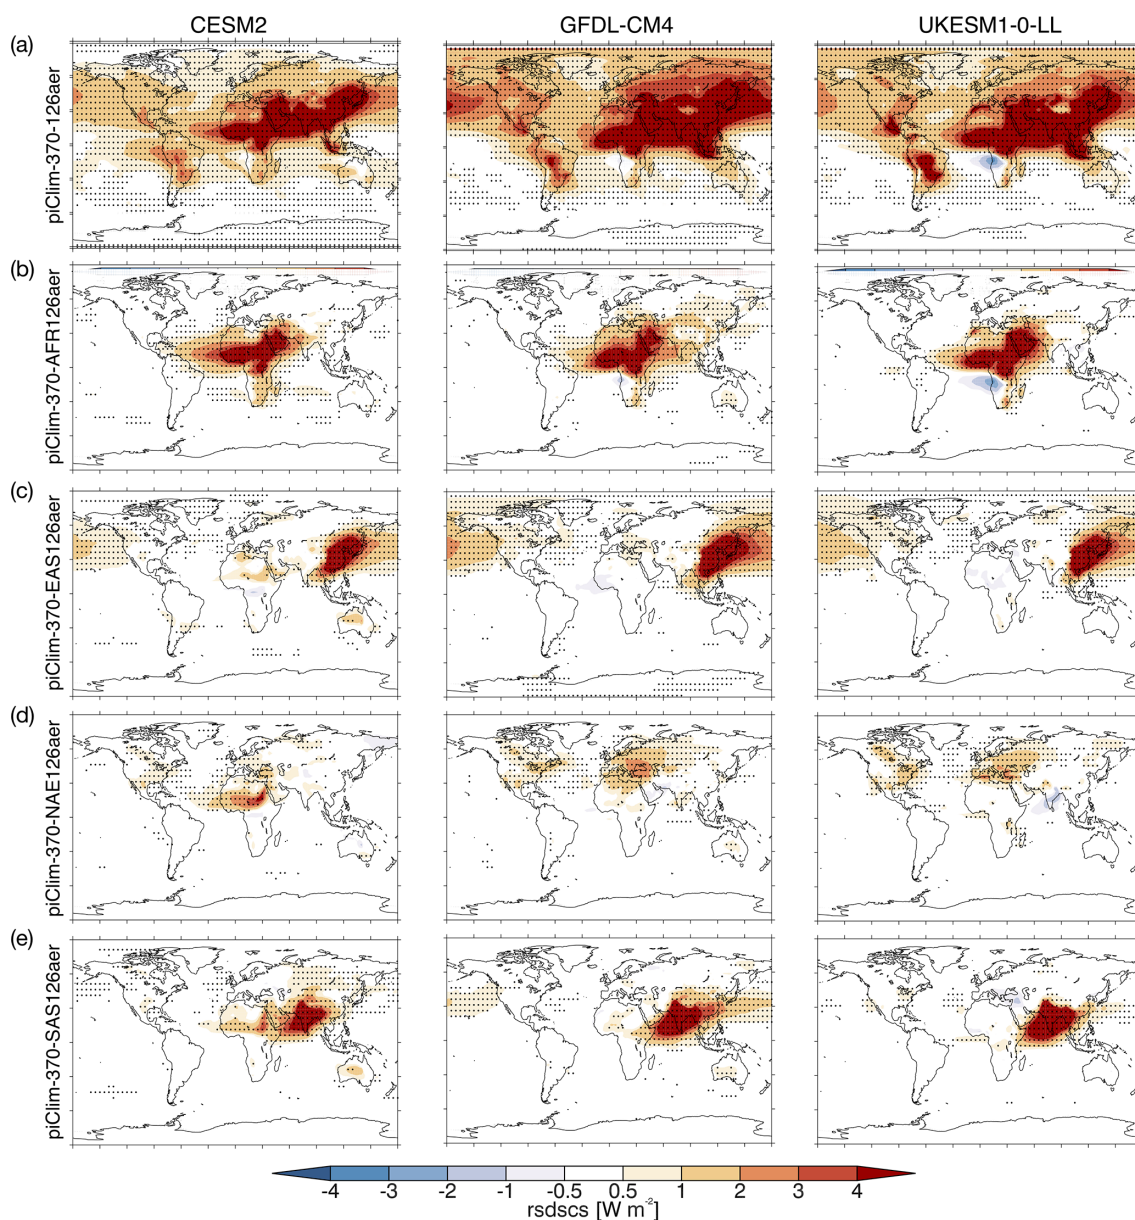 CESM2 GFDL-CM4 UKESM1-0-LL
(a)
piClim-370-126aer
(b)
piClim-370-AFR126aer
(c)
piClim-370-EAS126aer
(d)
piClim-370-NAE126aer
(e)
piClim-370-SAS126aer
-4 -3 -2 -1 -0.5 0.5 1 2 3 4
rsdscs [W m⁻²]